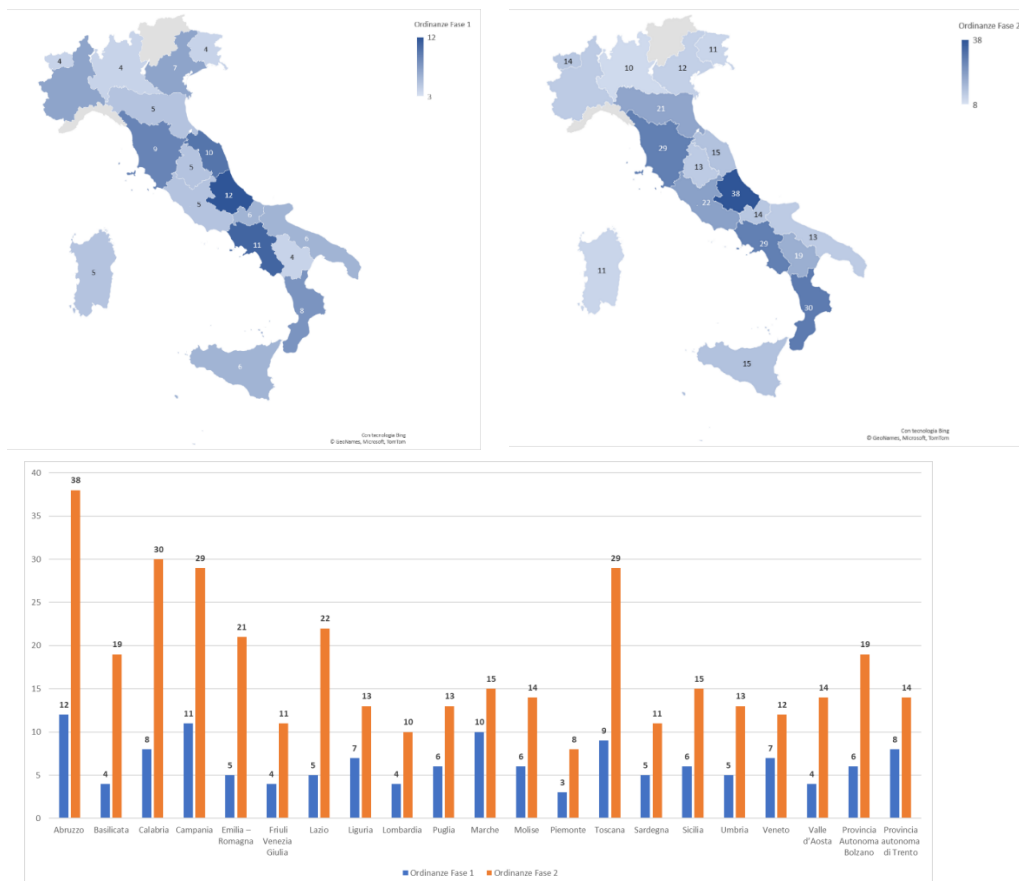 Ordinanze Fase 1
12
3
4
4
4
7
5
9
10
5
12
5
6
11
6
4
5
8
6
Con tecnologia Bing
© GeoNames, Microsoft, TomTom
Ordinanze Fase 2
38
8
11
14
10
12
21
29
15
13
38
22
14
13
29
19
11
30
15
Con tecnologia Bing
© GeoNames, Microsoft, TomTom
40
35
30
25
20
15
10
5
0
12 38
4 19
8 30
11 29
5 21
4 11
5 22
7 13
4 10
6 13
10 15
6 14
3 8
9 29
5 11
6 15
5 13
7 12
4 14
6 19
8 14
Abruzzo
Basilicata
Calabria
Campania
Emilia –
Romagna
Friuli
Venezia
Giulia
Lazio
Liguria
Lombardia
Puglia
Marche
Molise
Piemonte
Toscana
Sardegna
Sicilia
Umbria
Veneto
Valle
d'Aosta
Provincia
Autonoma
Bolzano
Provincia
autonoma
di Trento
Ordinanze Fase 1 Ordinanze Fase 2